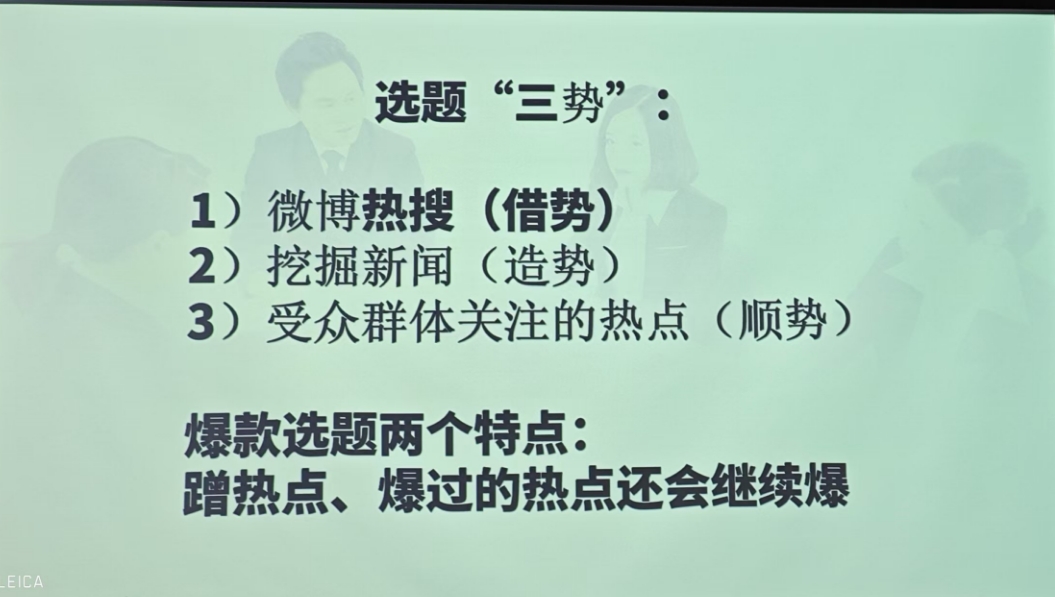 选题“三势”：
1）微博热搜（借势）
2）挖掘新闻（造势）
3）受众群体关注的热点（顺势）
爆款选题两个特点：
蹭热点、爆过的热点还会继续爆
LEICA